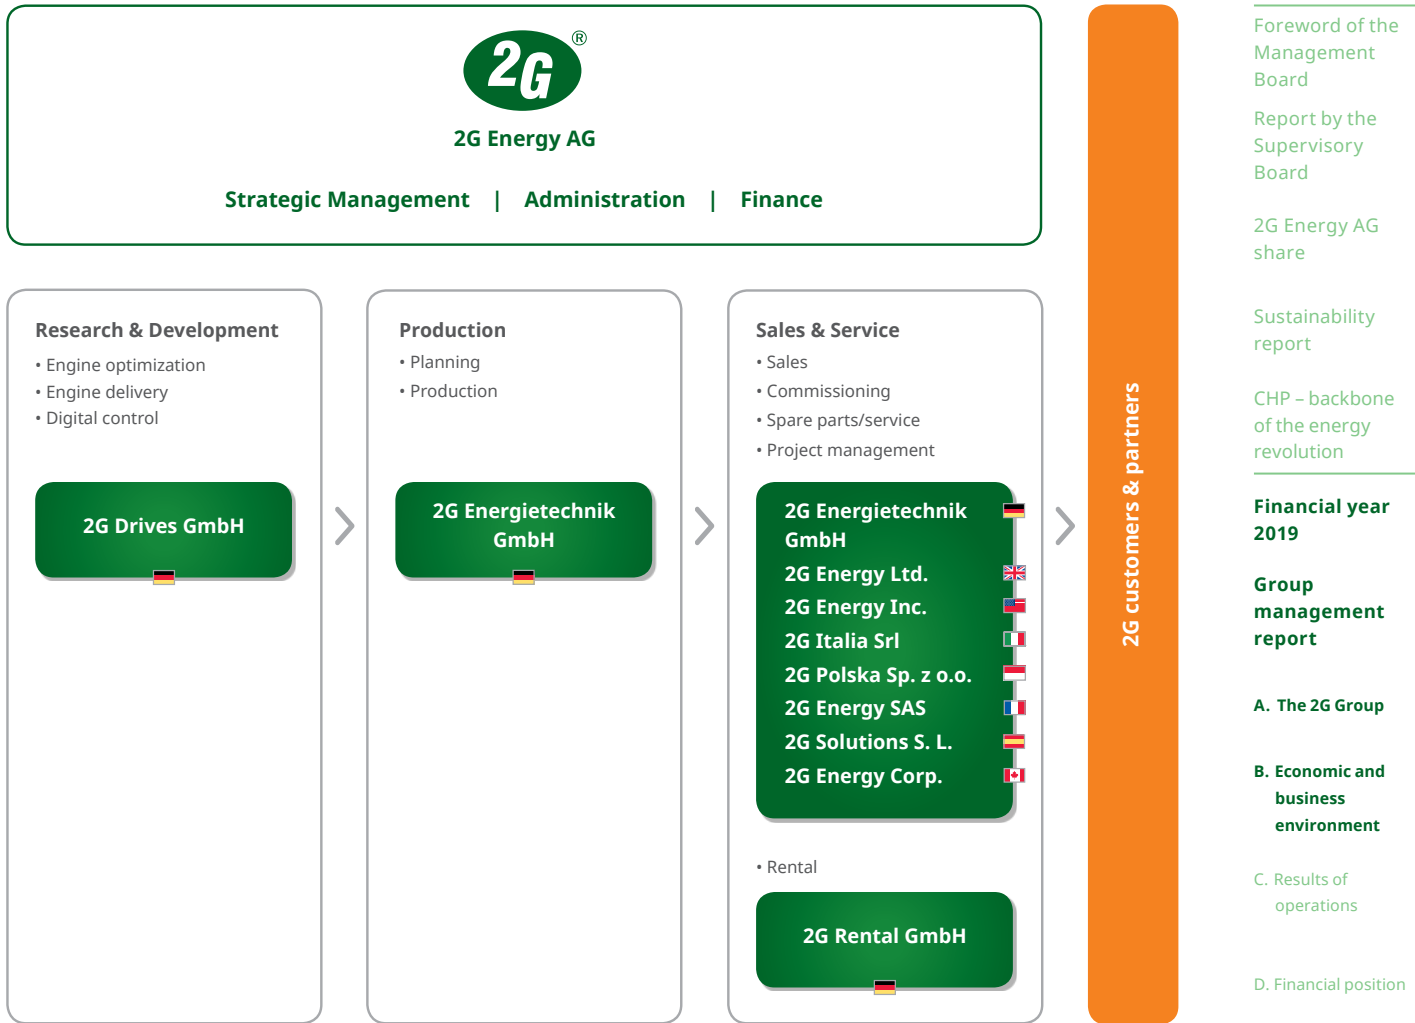 2G®
2G Energy AG
Strategic Management | Administration | Finance
Research & Development
• Engine optimization
• Engine delivery
• Digital control
2G Drives GmbH
Production
• Planning
• Production
2G Energietechnik
GmbH
Sales & Service
• Sales
• Commissioning
• Spare parts/service
• Project management
2G Energietechnik
GmbH
2G Energy Ltd.
2G Energy Inc.
2G Italia Srl
2G Polska Sp. z o.o.
2G Energy SAS
2G Solutions S. L.
2G Energy Corp.
• Rental
2G Rental GmbH
2G customers & partners
Foreword of the
Management
Board
Report by the
Supervisory
Board
2G Energy AG
share
Sustainability
report
CHP – backbone
of the energy
revolution
Financial year
2019
Group
management
report
A. The 2G Group
B. Economic and
business
environment
C. Results of
operations
D. Financial position